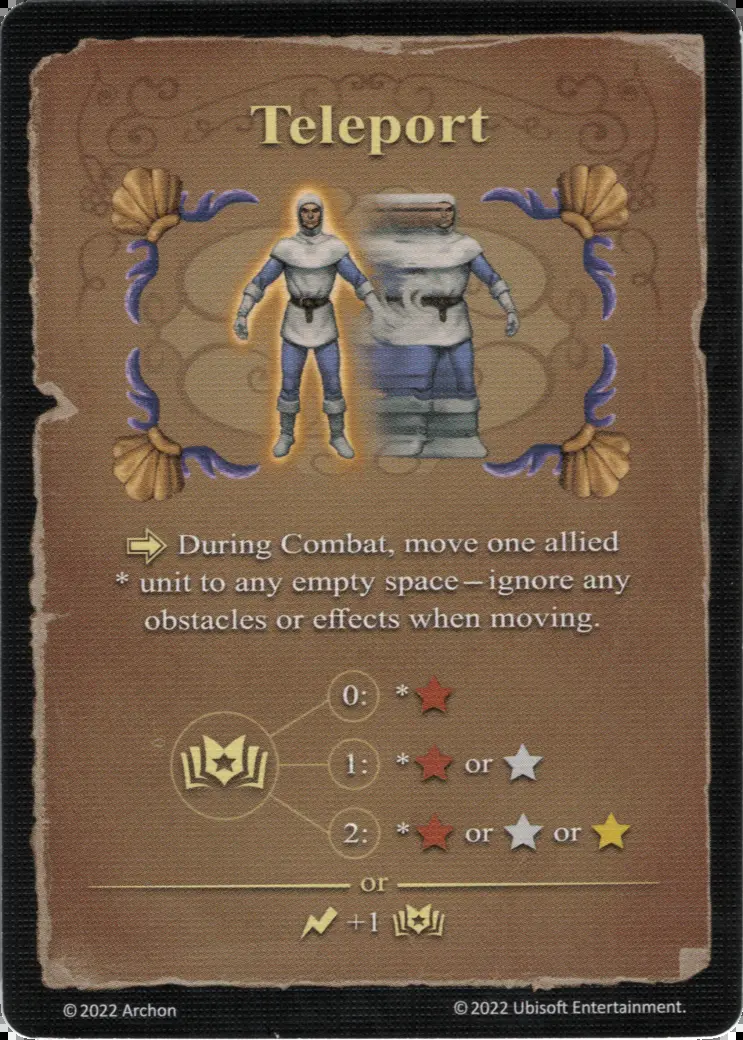 Teleport
During Combat, move one allied
* unit to any empty space – ignore any
obstacles or effects when moving.
0: *
1: * or
2: * or or
or
+1
© 2022 Archon
© 2022 Ubisoft Entertainment.